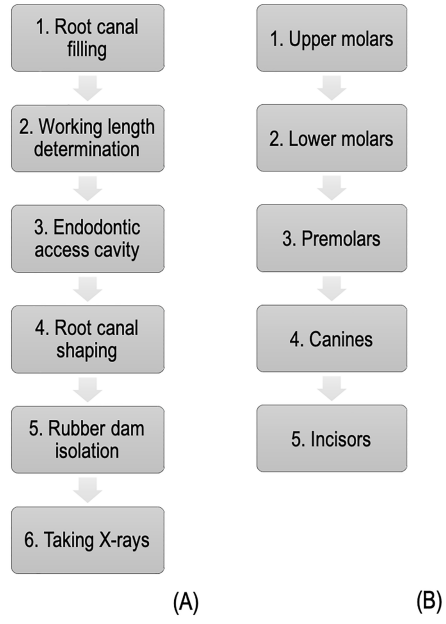 1. Root canal
filling
2. Working length
determination
3. Endodontic
access cavity
4. Root canal
shaping
5. Rubber dam
isolation
6. Taking X-rays
(A)
1. Upper molars
2. Lower molars
3. Premolars
4. Canines
5. Incisors
(B)